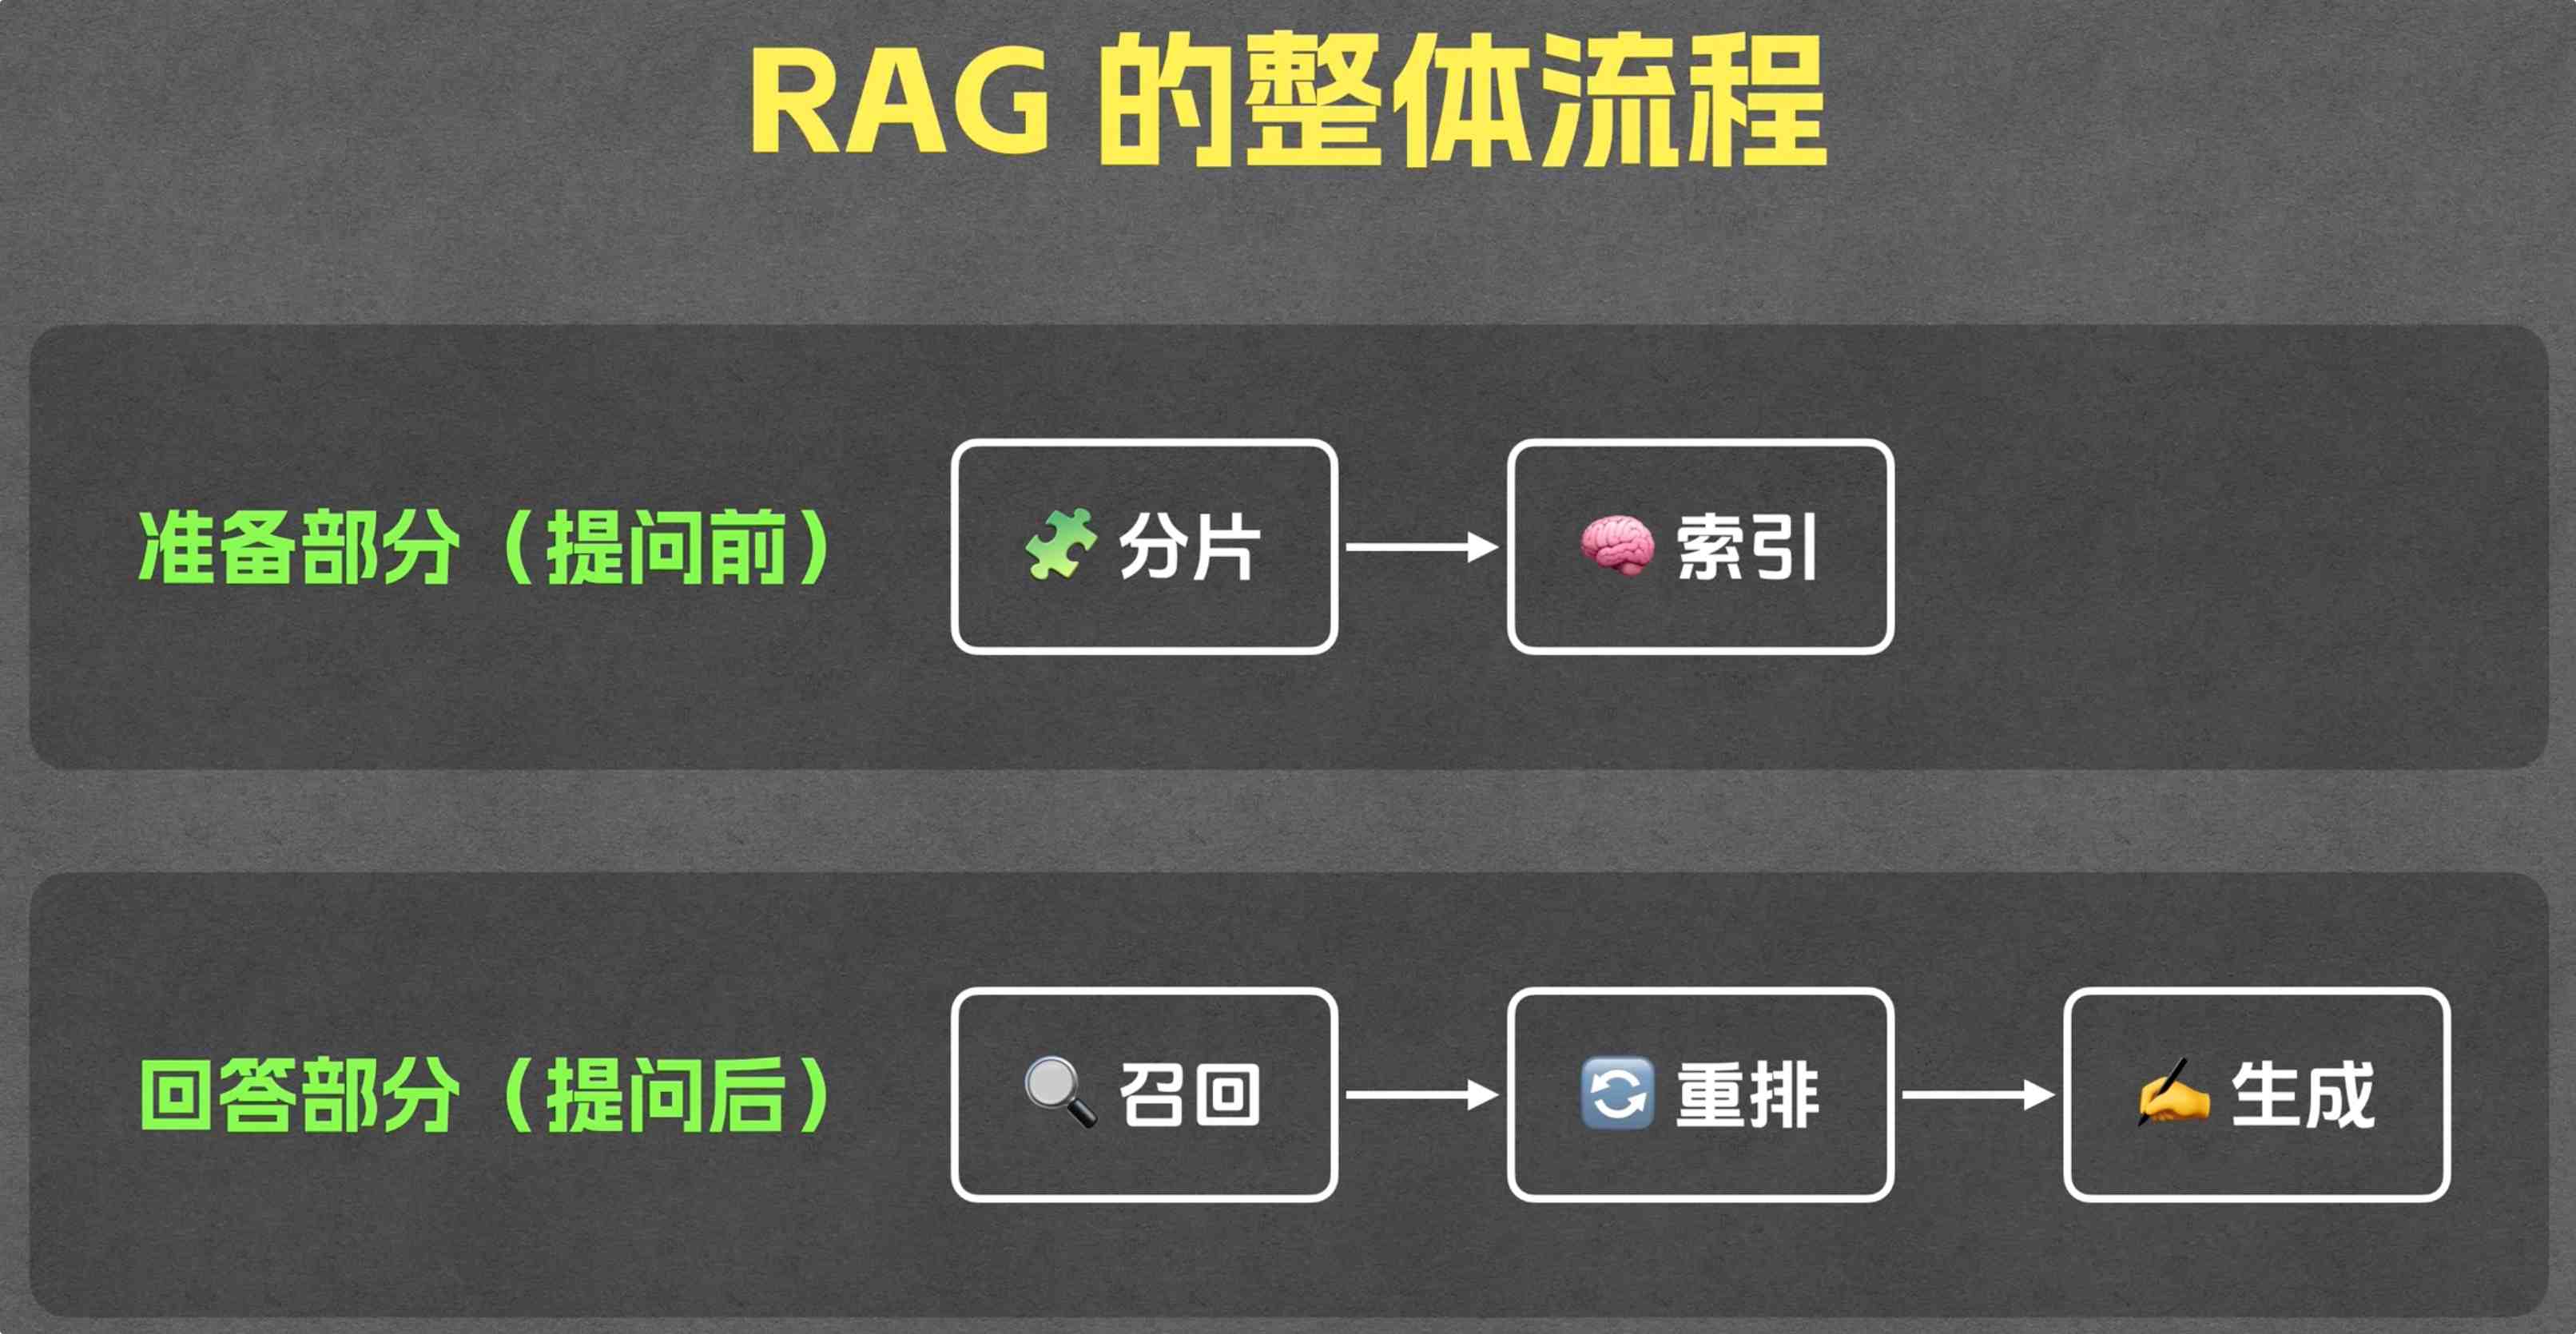 RAG 的整体流程
准备部分（提问前）
分片
索引
回答部分（提问后）
召回
重排
生成